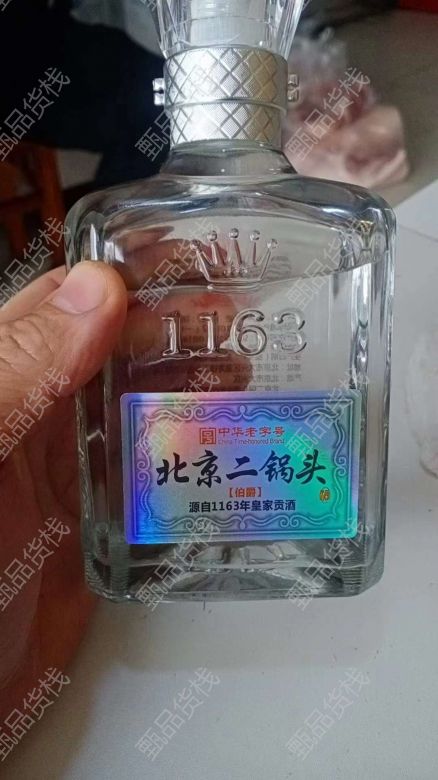 1163
中华老字号
China Time-honored Brand
北京二锅头
【伯爵】
酒
源自1163年皇家贡酒
甄品货栈